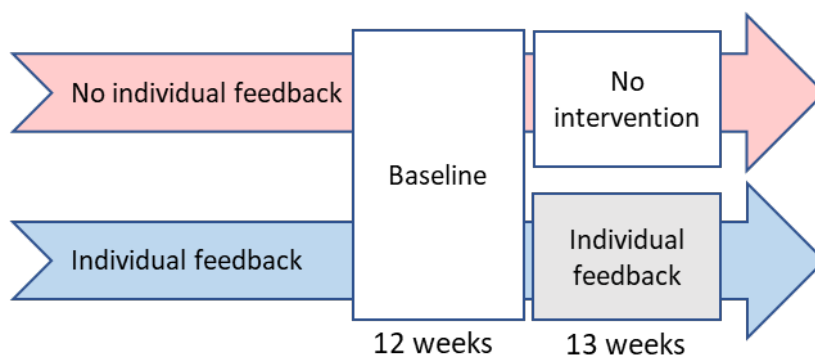 No individual feedback
No
intervention
Baseline
Individual feedback
Individual
feedback
12 weeks
13 weeks